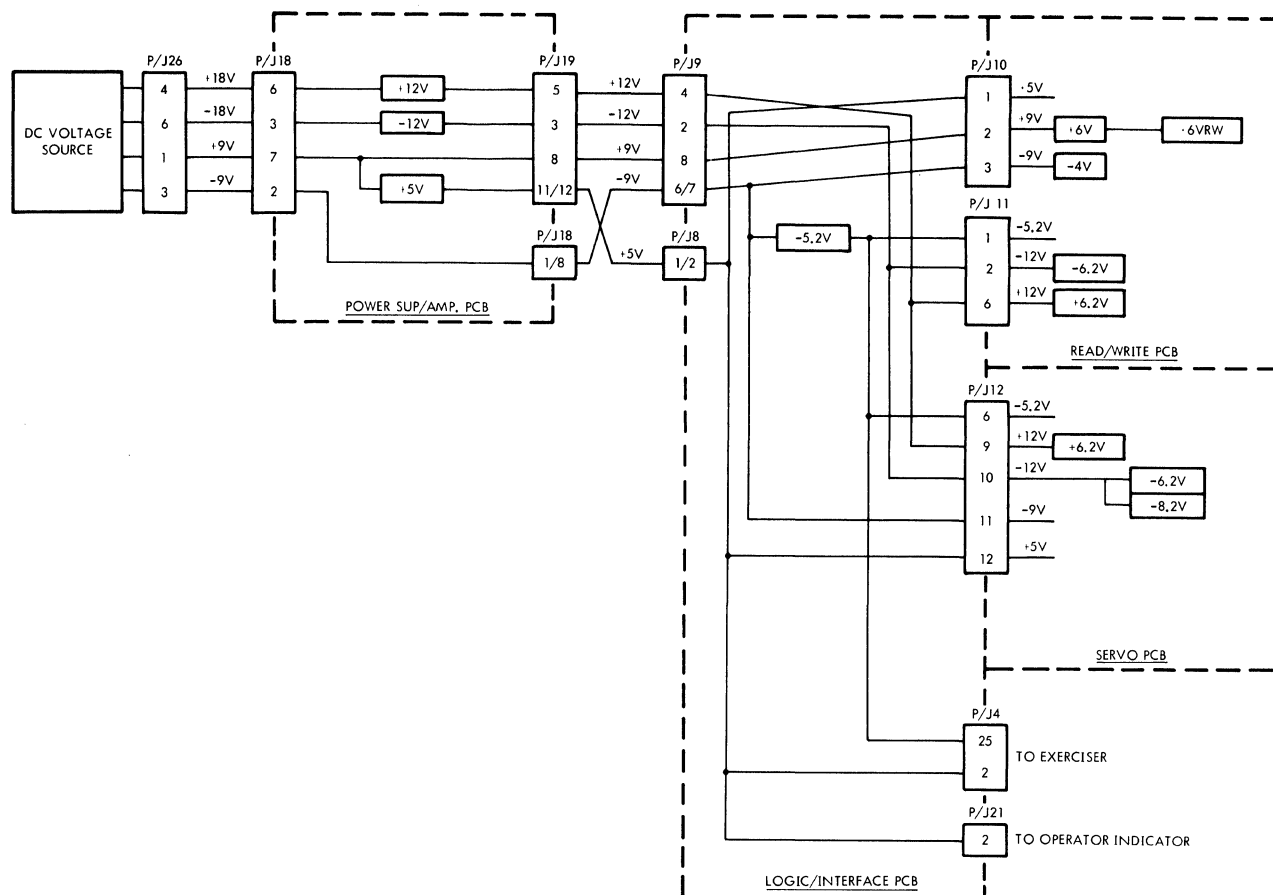 DC VOLTAGE
SOURCE
P/J26
4
6
1
3
+18V
-18V
+9V
-9V
P/J18
6
3
7
2
+12V
-12V
+5V
P/J19
5
3
8
11/12
P/J18
1/8
POWER SUP/AMP. PCB
+12V
-12V
+9V
-9V
+5V
P/J9
4
2
8
6/7
P/J8
1/2
-5.2V
LOGIC/INTERFACE PCB
P/J10
1
2
3
·5V
+9V
-9V
+6V
-4V
·6VRW
P/J 11
1
2
6
-5.2V
-12V
+12V
-6.2V
+6.2V
READ/WRITE PCB
P/J12
6
9
10
11
12
-5.2V
+12V
-12V
-9V
+5V
+6.2V
-6.2V
-8.2V
SERVO PCB
P/J4
25
2
TO EXERCISER
P/J21
2
TO OPERATOR INDICATOR